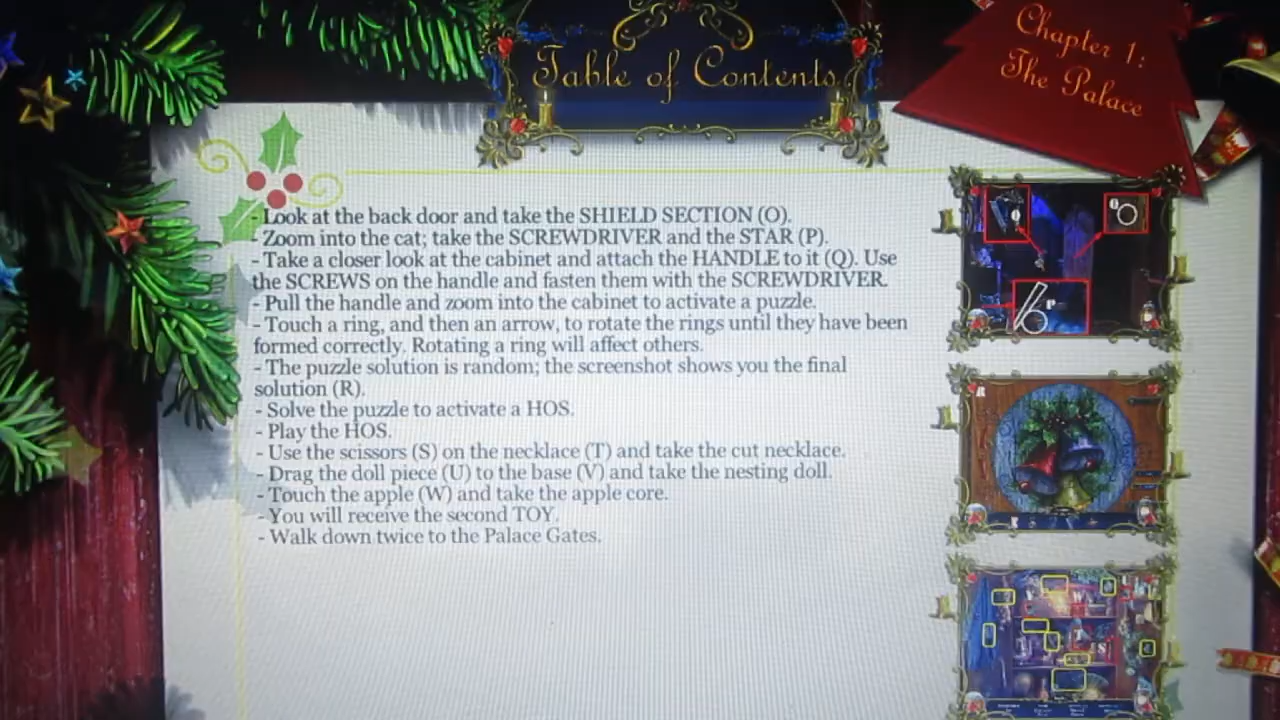 Table of Contents
Chapter 1:
The Palace
- Look at the back door and take the SHIELD SECTION (O).
- Zoom into the cat; take the SCREWDRIVER and the STAR (P).
- Take a closer look at the cabinet and attach the HANDLE to it (Q). Use
the SCREWS on the handle and fasten them with the SCREWDRIVER.
- Pull the handle and zoom into the cabinet to activate a puzzle.
- Touch a ring, and then an arrow, to rotate the rings until they have been
formed correctly. Rotating a ring will affect others.
- The puzzle solution is random; the screenshot shows you the final
solution (R).
- Solve the puzzle to activate a HOS.
- Play the HOS.
- Use the scissors (S) on the necklace (T) and take the cut necklace.
- Drag the doll piece (U) to the base (V) and take the nesting doll.
- Touch the apple (W) and take the apple core.
- You will receive the second TOY.
- Walk down twice to the Palace Gates.
P
R
T
S